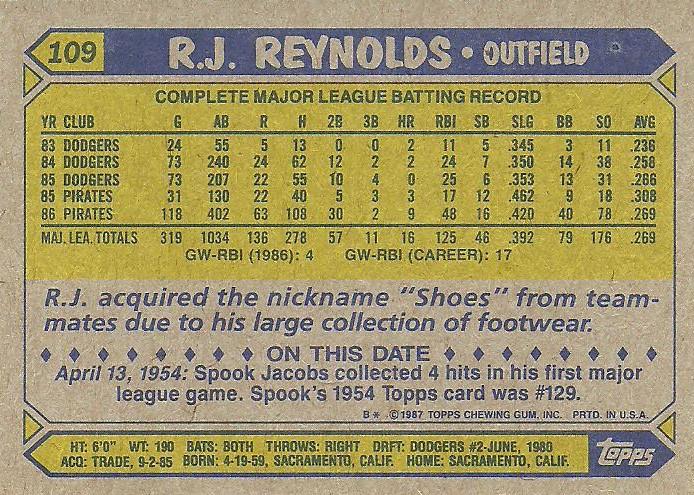 109 R.J. REYNOLDS • OUTFIELD
COMPLETE MAJOR LEAGUE BATTING RECORD
YR CLUB G AB R H 2B 3B HR RBI SB SLG BB SO AVG
83 DODGERS 24 55 5 13 0 0 2 11 5 .345 3 11 .236
84 DODGERS 73 240 24 62 12 2 2 24 7 .350 14 38 .258
85 DODGERS 73 207 22 55 10 4 0 25 6 .353 13 31 .266
85 PIRATES 31 130 22 40 5 3 3 17 12 .462 9 18 .308
86 PIRATES 118 402 63 108 30 2 9 48 16 .420 40 78 .269
MAJ. LEA. TOTALS 319 1034 136 278 57 11 16 125 46 .392 79 176 .269
GW-RBI (1986): 4 GW-RBI (CAREER): 17
R.J. acquired the nickname "Shoes" from team-
mates due to his large collection of footwear.
ON THIS DATE
April 13, 1954: Spook Jacobs collected 4 hits in his first major
league game. Spook's 1954 Topps card was #129.
B* ©1987 TOPPS CHEWING GUM, INC. PRTD. IN U.S.A.
HT: 6'0" WT: 190 BATS: BOTH THROWS: RIGHT DRFT: DODGERS #2-JUNE, 1980
ACQ: TRADE, 9-2-85 BORN: 4-19-59, SACRAMENTO, CALIF. HOME: SACRAMENTO, CALIF.
topps